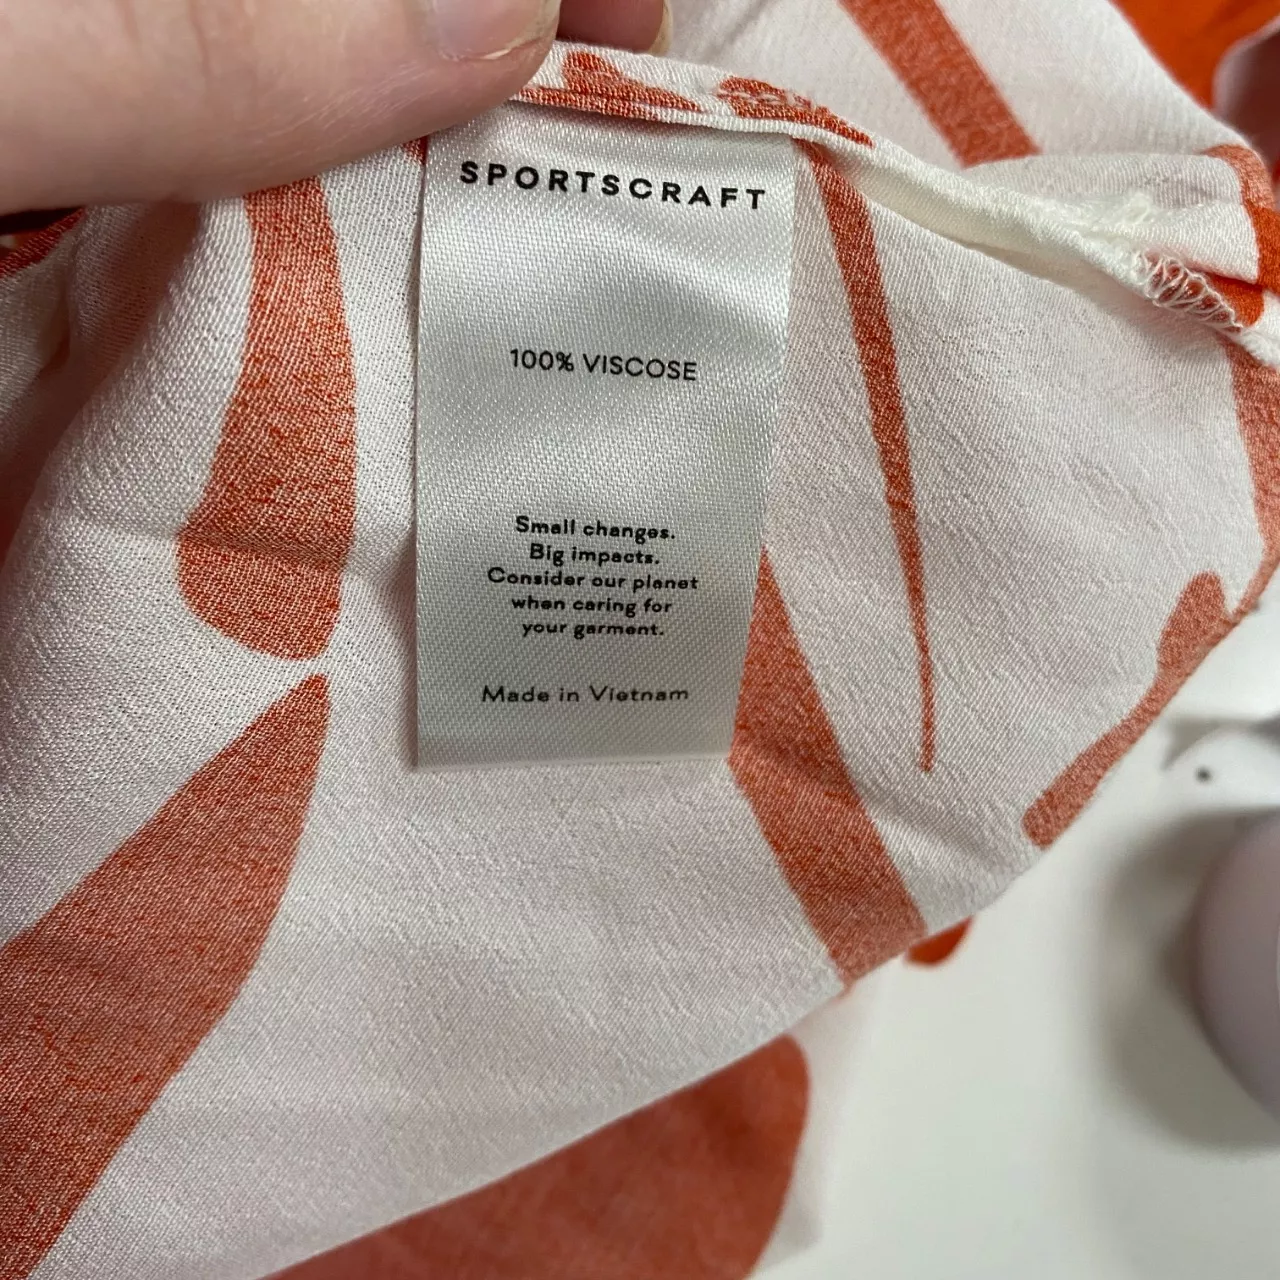 SPORTSCRAFT
100% VISCOSE
Small changes.
Big impacts.
Consider our planet
when caring for
your garment.
Made in Vietnam